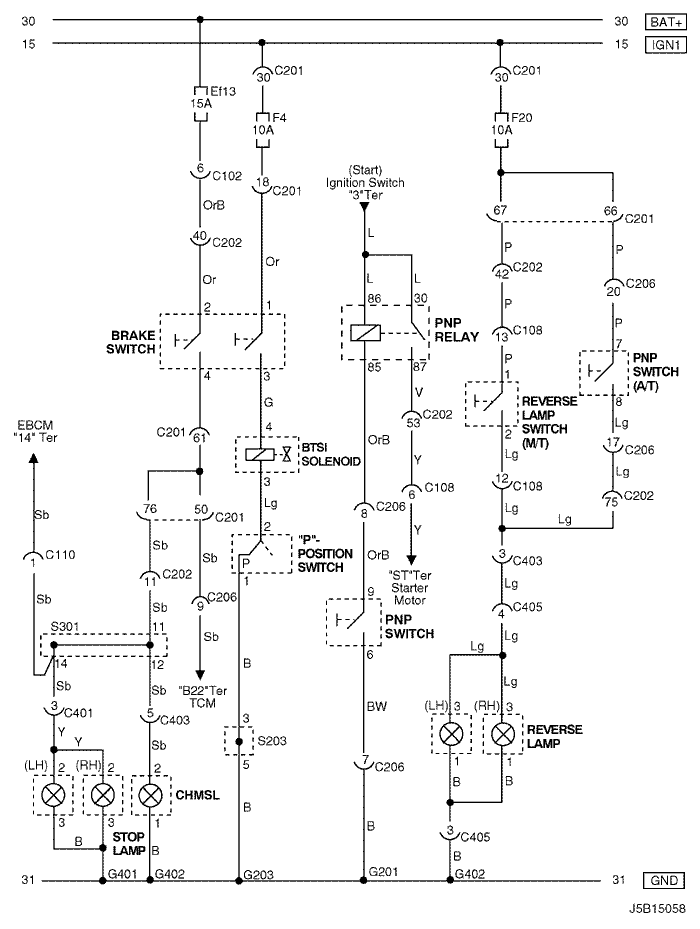 30 30 BAT+
15 15 IGN1
30 C201 30 C201 30 C201
Ef13
15A
F4
10A
F20
10A
6 C102
18 C201
(Start)
Ignition Switch
"3"Ter
OrB
67 66 C201
40 C202
L
P P
42 C202
Or Or
L L
20 C206
2 1
86 30
P P
BRAKE
SWITCH
PNP
RELAY
13 C108
7
PNP
SWITCH
(A/T)
4 3
85 87
P
1
8
G
V
REVERSE
LAMP
SWITCH
(M/T)
2
Lg
EBCM
"14" Ter
C201 61
4
BTSI
SOLENOID
3
OrB
53 C202
17 C206
Lg Lg
Y
12 C108
75 C202
76 50 C201
Lg
6 C108
8 C206
Lg Lg
Sb Sb Sb
2
"P"-
POSITION
SWITCH
P
1
Y
1 C110
11 C202
OrB
"ST"Ter
Starter
Motor
3 C403
Lg
Sb Sb
9 C206
9
PNP
SWITCH
6
4 C405
S301 11
Sb
Lg
Lg
14 12
B
"B22"Ter
TCM
Sb Sb
BW
Lg
3 C401
5 C403
3
S203
5
(LH) 3 (RH) 3
REVERSE
LAMP
1 1
Y Y
Sb
7 C206
B B
(LH) 2 (RH) 2 2
CHMSL
3 3 1
B
B
3 C405
STOP
LAMP
B B
B
31 G401 G402 G203 G201 G402 31 GND
J5B15058